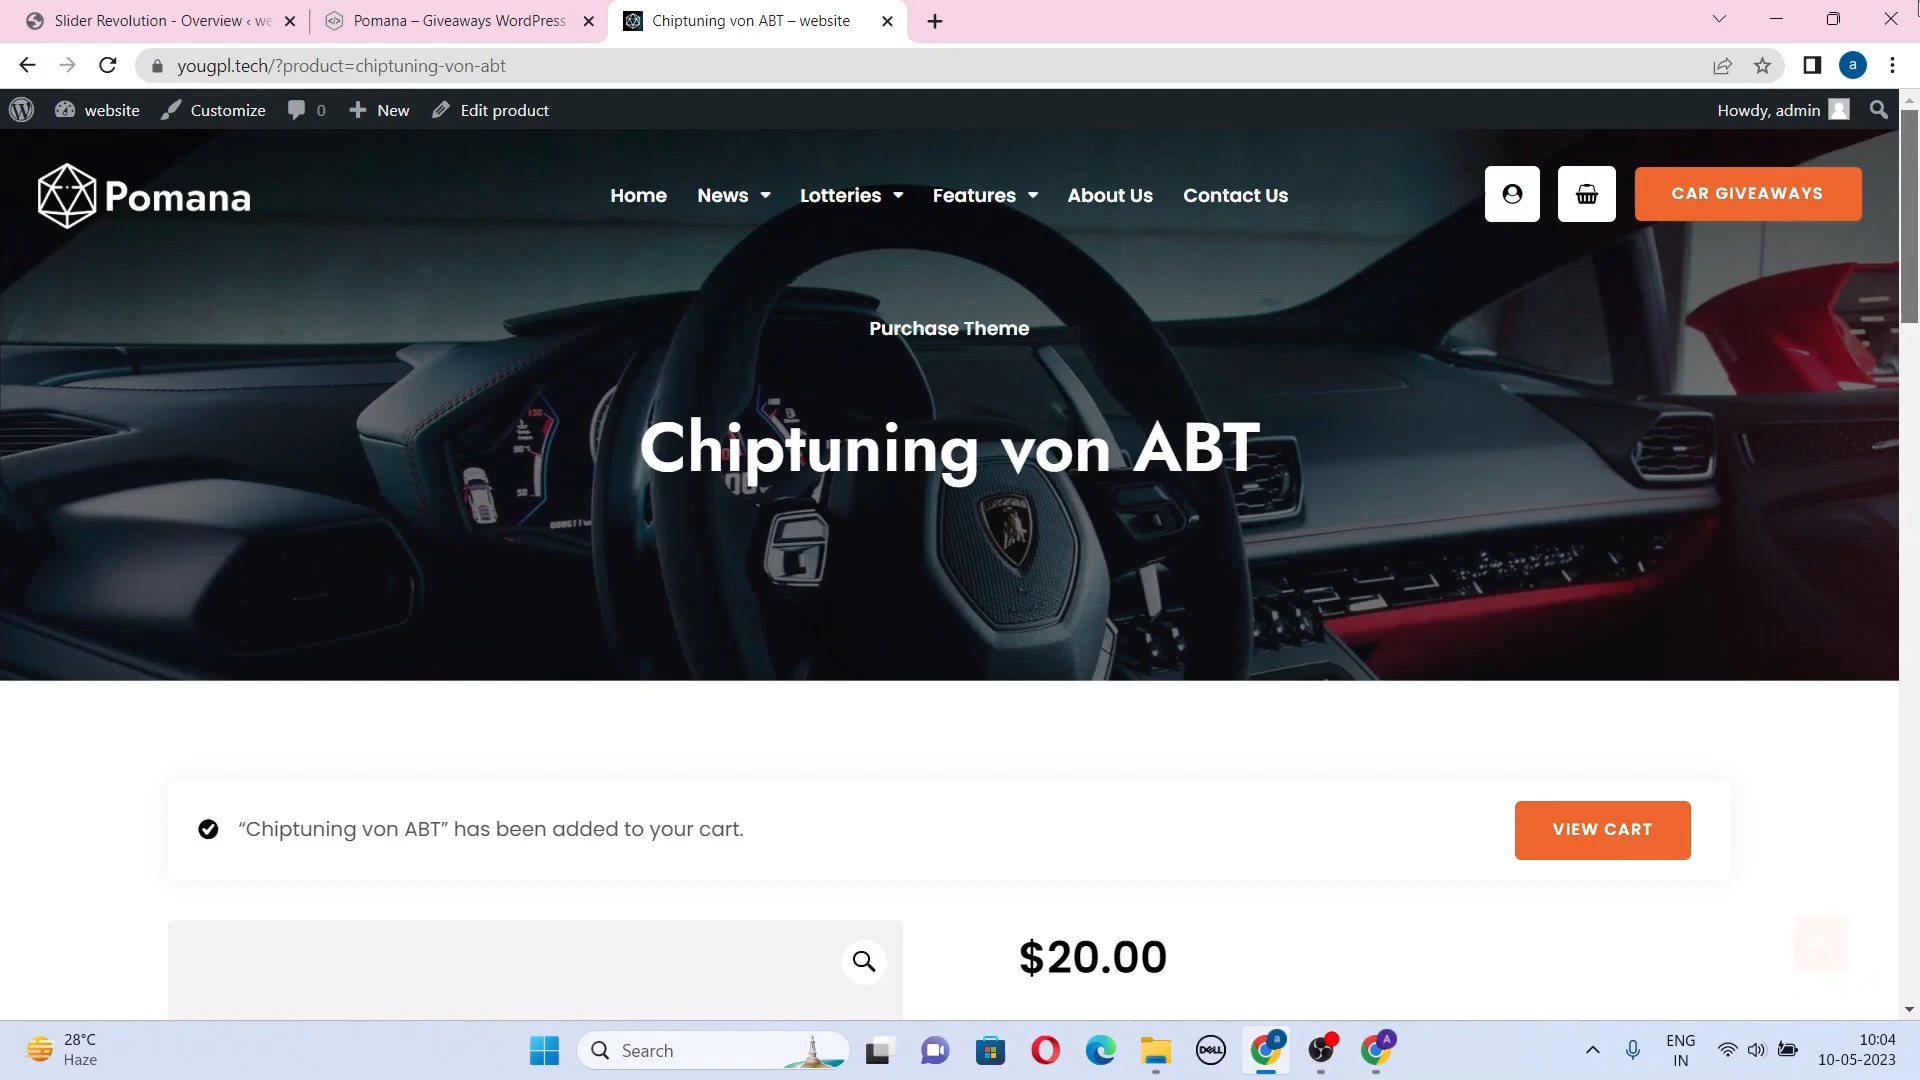 Slider Revolution - Overview ‹ we
Pomana – Giveaways WordPress
Chiptuning von ABT – website
yougpl.tech/?product=chiptuning-von-abt
a
website
Customize
0
New
Edit product
Howdy, admin
Pomana
Home
News
Lotteries
Features
About Us
Contact Us
CAR GIVEAWAYS
Purchase Theme
Chiptuning von ABT
“Chiptuning von ABT” has been added to your cart.
VIEW CART
$20.00
28°C
Haze
Search
DELL
a
A
ENG
IN
10:04
10-05-2023